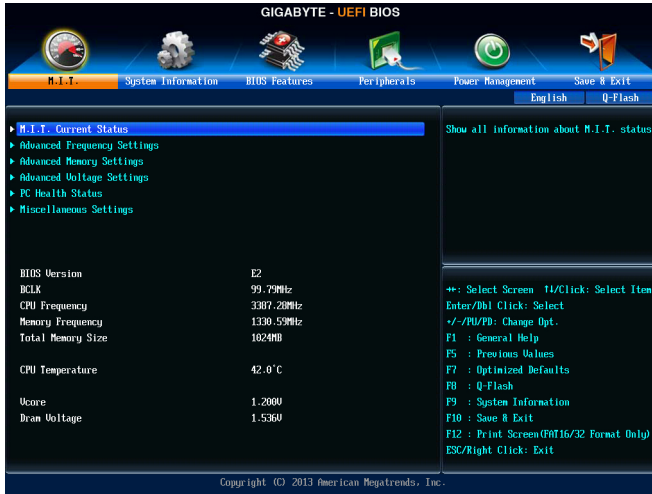 GIGABYTE - UEFI BIOS
M.I.T. System Information BIOS Features Peripherals Power Management Save & Exit
English Q-Flash
M.I.T. Current Status
Advanced Frequency Settings
Advanced Memory Settings
Advanced Voltage Settings
PC Health Status
Miscellaneous Settings
Show all information about M.I.T. status
BIOS Version E2
BCLK 99.79MHz
CPU Frequency 3387.28MHz
Memory Frequency 1330.59MHz
Total Memory Size 1024MB
CPU Temperature 42.0°C
Vcore 1.200V
Dram Voltage 1.536V
→←: Select Screen ↑↓/Click: Select Item
Enter/Dbl Click: Select
+/-/PU/PD: Change Opt.
F1 : General Help
F5 : Previous Values
F7 : Optimized Defaults
F8 : Q-Flash
F9 : System Information
F10 : Save & Exit
F12 : Print Screen(FAT16/32 Format Only)
ESC/Right Click: Exit
Copyright (C) 2013 American Megatrends, Inc.